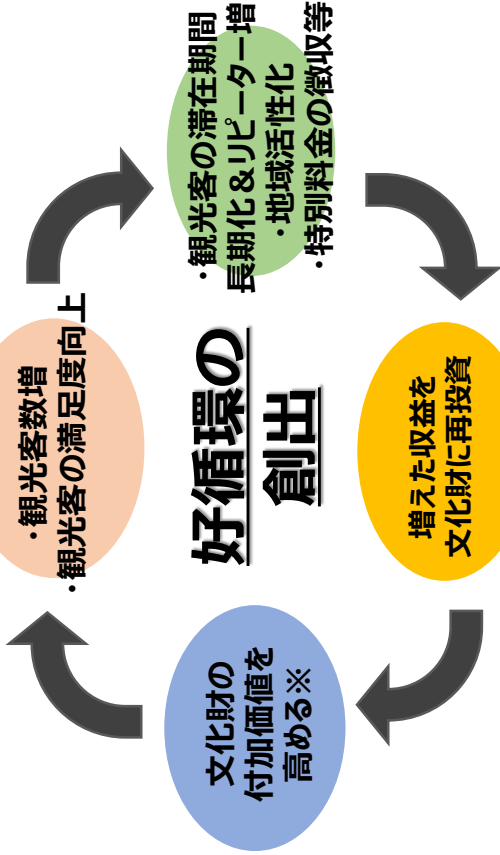 ・観光客数増
・観光客の満足度向上
文化財の
付加価値を
高める※
好循環の
創出
・観光客の滞在期間
長期化＆リピーター増
・地域活性化
・特別料金の徴収等
増えた収益を
文化財に再投資